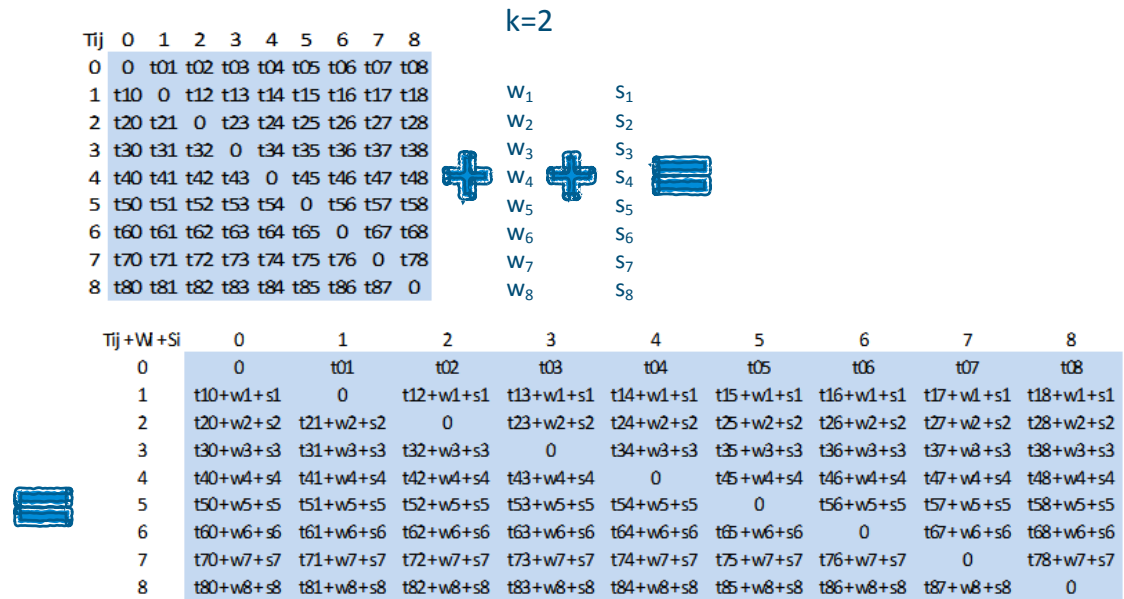 k=2
Tij 0 1 2 3 4 5 6 7 8
0 0 t01 t02 t03 t04 t05 t06 t07 t08
1 t10 0 t12 t13 t14 t15 t16 t17 t18
2 t20 t21 0 t23 t24 t25 t26 t27 t28
3 t30 t31 t32 0 t34 t35 t36 t37 t38
4 t40 t41 t42 t43 0 t45 t46 t47 t48
5 t50 t51 t52 t53 t54 0 t56 t57 t58
6 t60 t61 t62 t63 t64 t65 0 t67 t68
7 t70 t71 t72 t73 t74 t75 t76 0 t78
8 t80 t81 t82 t83 t84 t85 t86 t87 0
+
w₁
w₂
w₃
w₄
w₅
w₆
w₇
w₈
+
s₁
s₂
s₃
s₄
s₅
s₆
s₇
s₈
=
=
Tij+Wi+Si 0 1 2 3 4 5 6 7 8
0 0 t01 t02 t03 t04 t05 t06 t07 t08
1 t10+w1+s1 0 t12+w1+s1 t13+w1+s1 t14+w1+s1 t15+w1+s1 t16+w1+s1 t17+w1+s1 t18+w1+s1
2 t20+w2+s2 t21+w2+s2 0 t23+w2+s2 t24+w2+s2 t25+w2+s2 t26+w2+s2 t27+w2+s2 t28+w2+s2
3 t30+w3+s3 t31+w3+s3 t32+w3+s3 0 t34+w3+s3 t35+w3+s3 t36+w3+s3 t37+w3+s3 t38+w3+s3
4 t40+w4+s4 t41+w4+s4 t42+w4+s4 t43+w4+s4 0 t45+w4+s4 t46+w4+s4 t47+w4+s4 t48+w4+s4
5 t50+w5+s5 t51+w5+s5 t52+w5+s5 t53+w5+s5 t54+w5+s5 0 t56+w5+s5 t57+w5+s5 t58+w5+s5
6 t60+w6+s6 t61+w6+s6 t62+w6+s6 t63+w6+s6 t64+w6+s6 t65+w6+s6 0 t67+w6+s6 t68+w6+s6
7 t70+w7+s7 t71+w7+s7 t72+w7+s7 t73+w7+s7 t74+w7+s7 t75+w7+s7 t76+w7+s7 0 t78+w7+s7
8 t80+w8+s8 t81+w8+s8 t82+w8+s8 t83+w8+s8 t84+w8+s8 t85+w8+s8 t86+w8+s8 t87+w8+s8 0